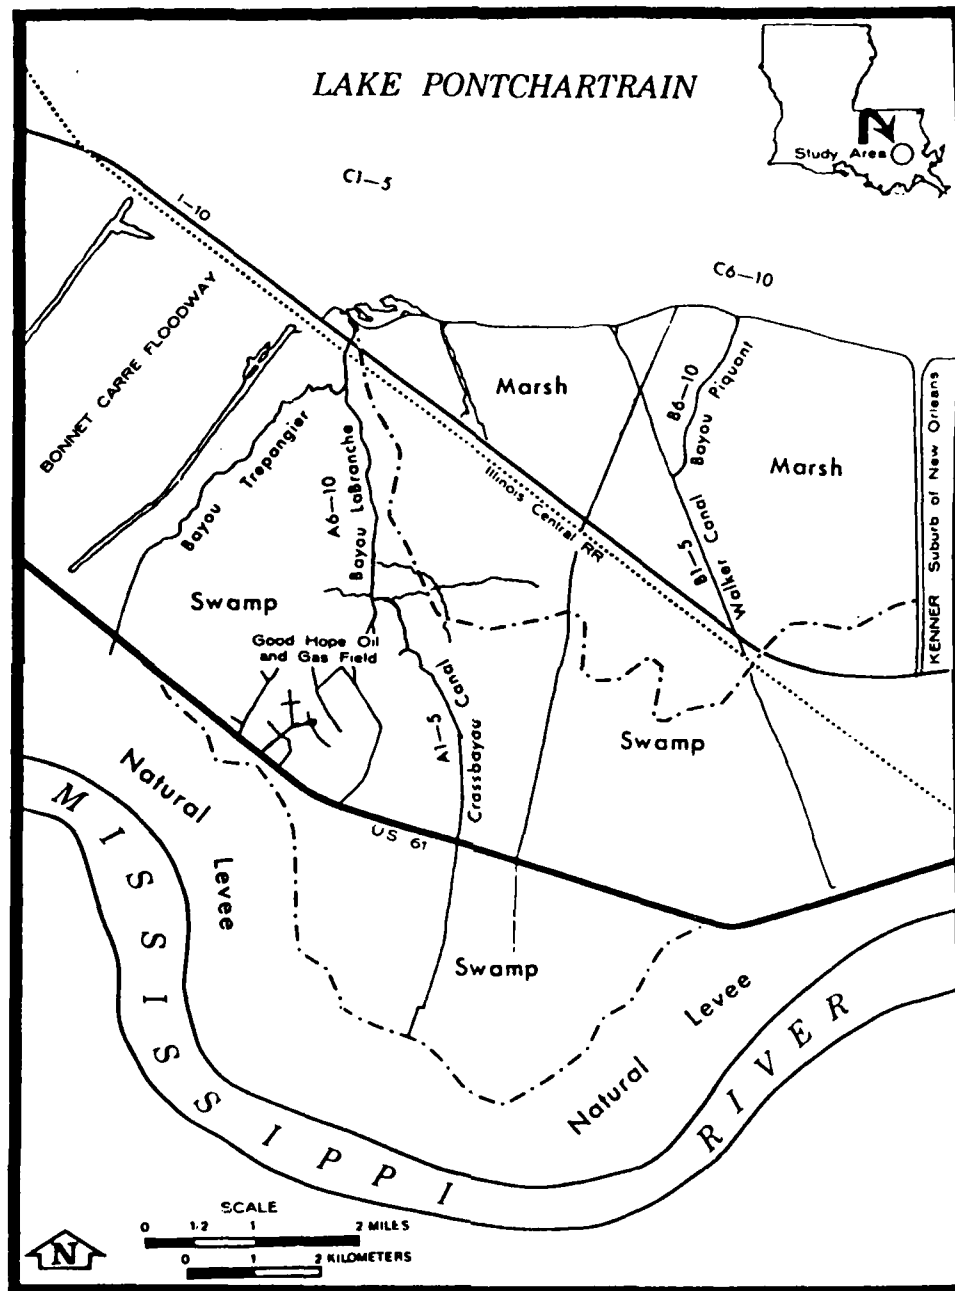 LAKE PONTCHARTRAIN
Study Area
C1—5
I—10
C6—10
BONNET CARRE FLOODWAY
Marsh
B6—10
Bayou Piquant
Marsh
KENNER Suburb of New Orleans
Bayou Trepangier
A6—10
Bayou LaBranche
Illinois Central RR
B1—5
Walker Canal
Swamp
Good Hope Oil
and Gas Field
A1—5
Crassbayou Canal
Swamp
Natural Levee
US 61
Swamp
Natural Levee
MISSISSIPPI RIVER
SCALE
0 1/2 1 2 MILES
0 1 2 KILOMETERS
N